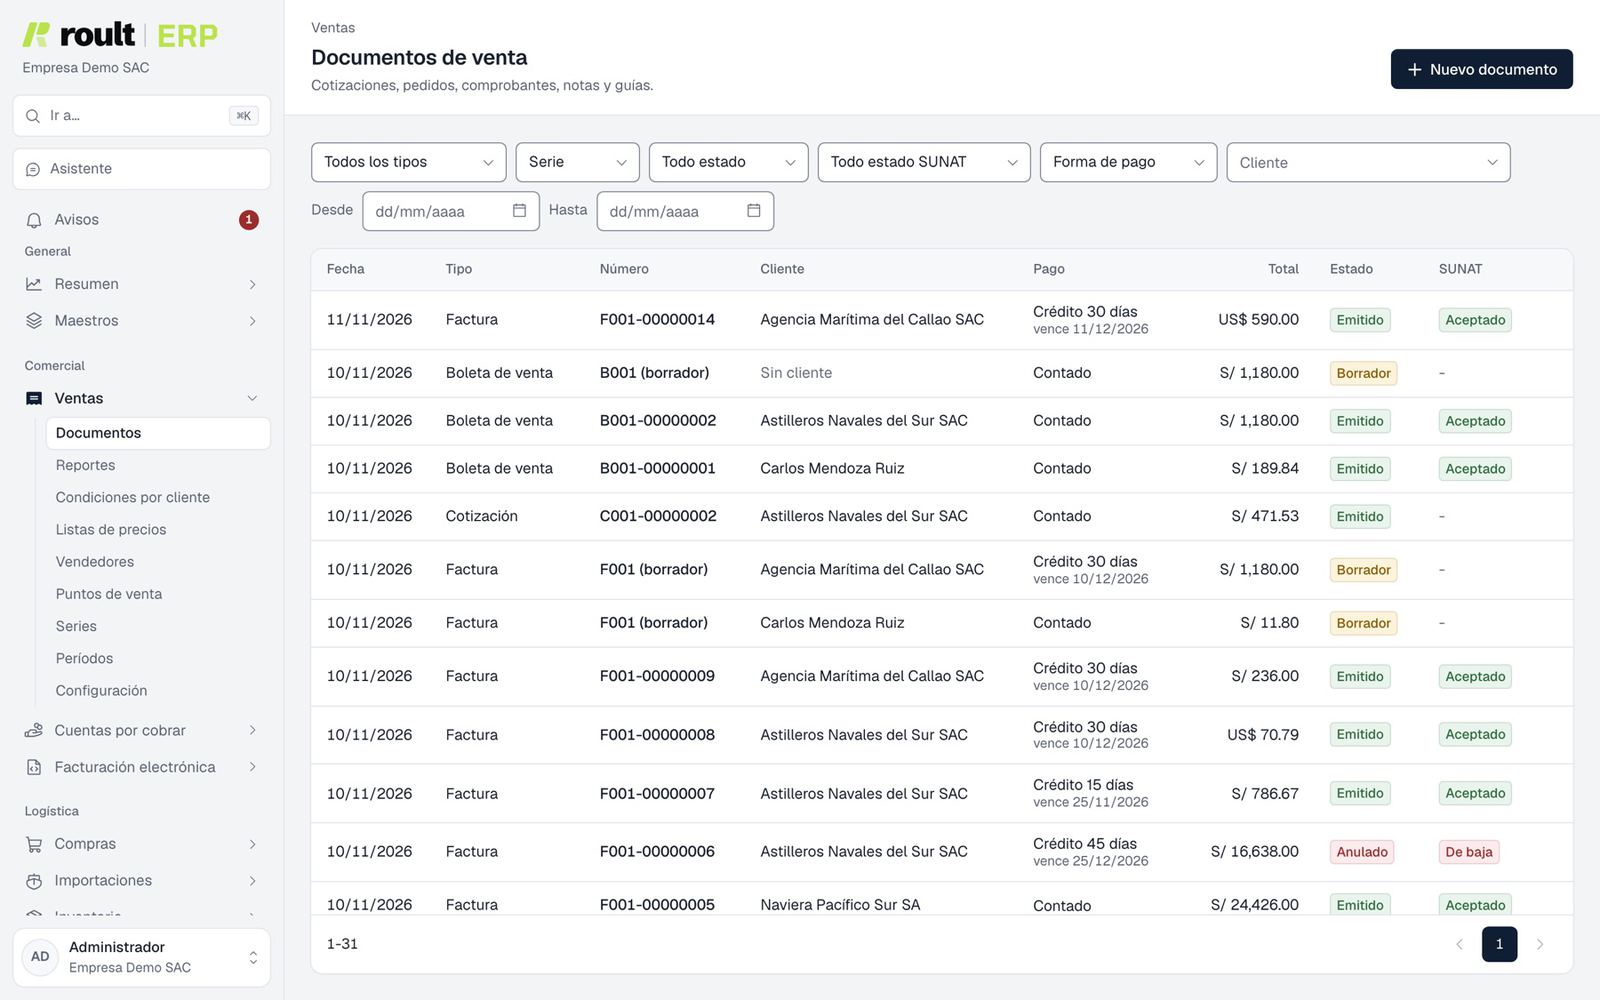 roult | ERP
Empresa Demo SAC
Ir a... ⌘K
Asistente
Avisos 1
General
Resumen
Maestros
Comercial
Ventas
Documentos
Reportes
Condiciones por cliente
Listas de precios
Vendedores
Puntos de venta
Series
Períodos
Configuración
Cuentas por cobrar
Facturación electrónica
Logística
Compras
Importaciones
AD Administrador
Empresa Demo SAC
Ventas
Documentos de venta
Cotizaciones, pedidos, comprobantes, notas y guías.
+ Nuevo documento
Todos los tipos Serie Todo estado Todo estado SUNAT Forma de pago Cliente
Desde dd/mm/aaaa Hasta dd/mm/aaaa
Fecha Tipo Número Cliente Pago Total Estado SUNAT
11/11/2026 Factura F001-00000014 Agencia Marítima del Callao SAC Crédito 30 días US$ 590.00 Emitido Aceptado
vence 11/12/2026
10/11/2026 Boleta de venta B001 (borrador) Sin cliente Contado S/ 1,180.00 Borrador -
10/11/2026 Boleta de venta B001-00000002 Astilleros Navales del Sur SAC Contado S/ 1,180.00 Emitido Aceptado
10/11/2026 Boleta de venta B001-00000001 Carlos Mendoza Ruiz Contado S/ 189.84 Emitido Aceptado
10/11/2026 Cotización C001-00000002 Astilleros Navales del Sur SAC Contado S/ 471.53 Emitido -
10/11/2026 Factura F001 (borrador) Agencia Marítima del Callao SAC Crédito 30 días S/ 1,180.00 Borrador -
vence 10/12/2026
10/11/2026 Factura F001 (borrador) Carlos Mendoza Ruiz Contado S/ 11.80 Borrador -
10/11/2026 Factura F001-00000009 Agencia Marítima del Callao SAC Crédito 30 días S/ 236.00 Emitido Aceptado
vence 10/12/2026
10/11/2026 Factura F001-00000008 Astilleros Navales del Sur SAC Crédito 30 días US$ 70.79 Emitido Aceptado
vence 10/12/2026
10/11/2026 Factura F001-00000007 Astilleros Navales del Sur SAC Crédito 15 días S/ 786.67 Emitido Aceptado
vence 25/11/2026
10/11/2026 Factura F001-00000006 Astilleros Navales del Sur SAC Crédito 45 días S/ 16,638.00 Anulado De baja
vence 25/12/2026
10/11/2026 Factura F001-00000005 Naviera Pacífico Sur SA Contado S/ 24,426.00 Emitido Aceptado
1-31 1